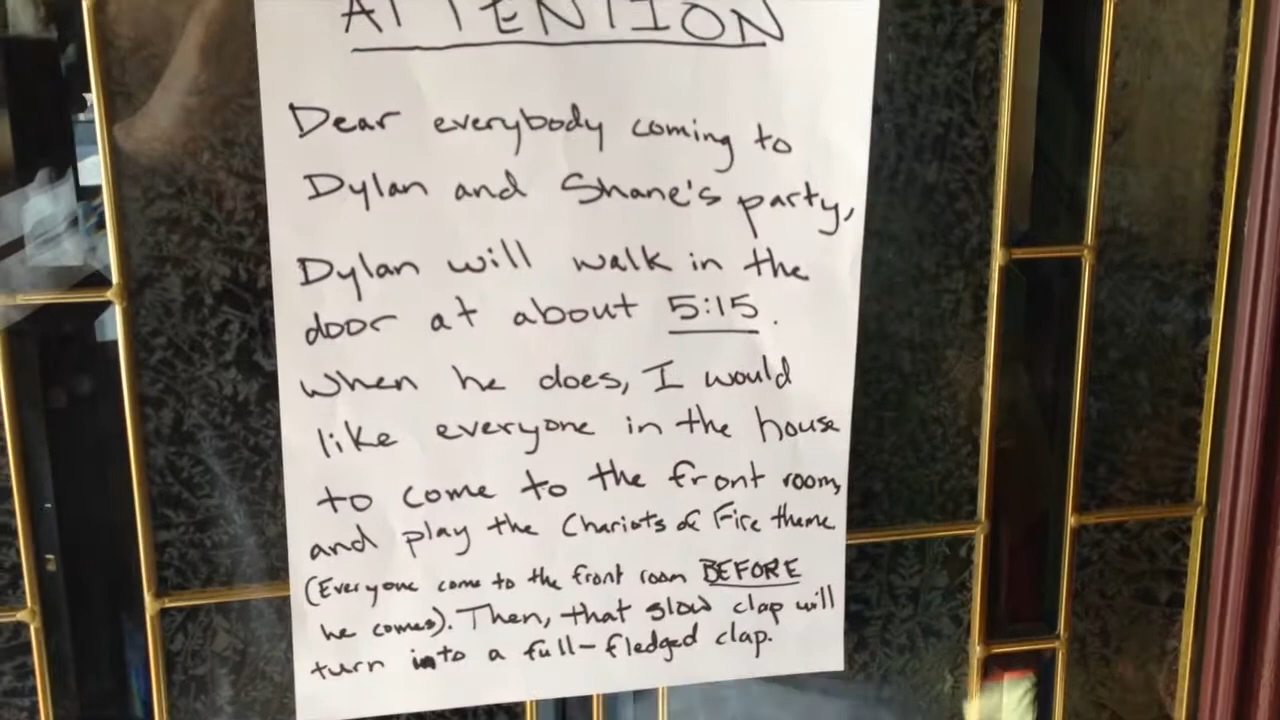 ATTENTION
Dear everybody coming to
Dylan and Shane's party,
Dylan will walk in the
door at about 5:15.
When he does, I would
like everyone in the house
to come to the front room,
and play the Chariots of Fire theme
(Everyone come to the front room BEFORE
he comes). Then, that slow clap will
turn into a full-fledged clap.